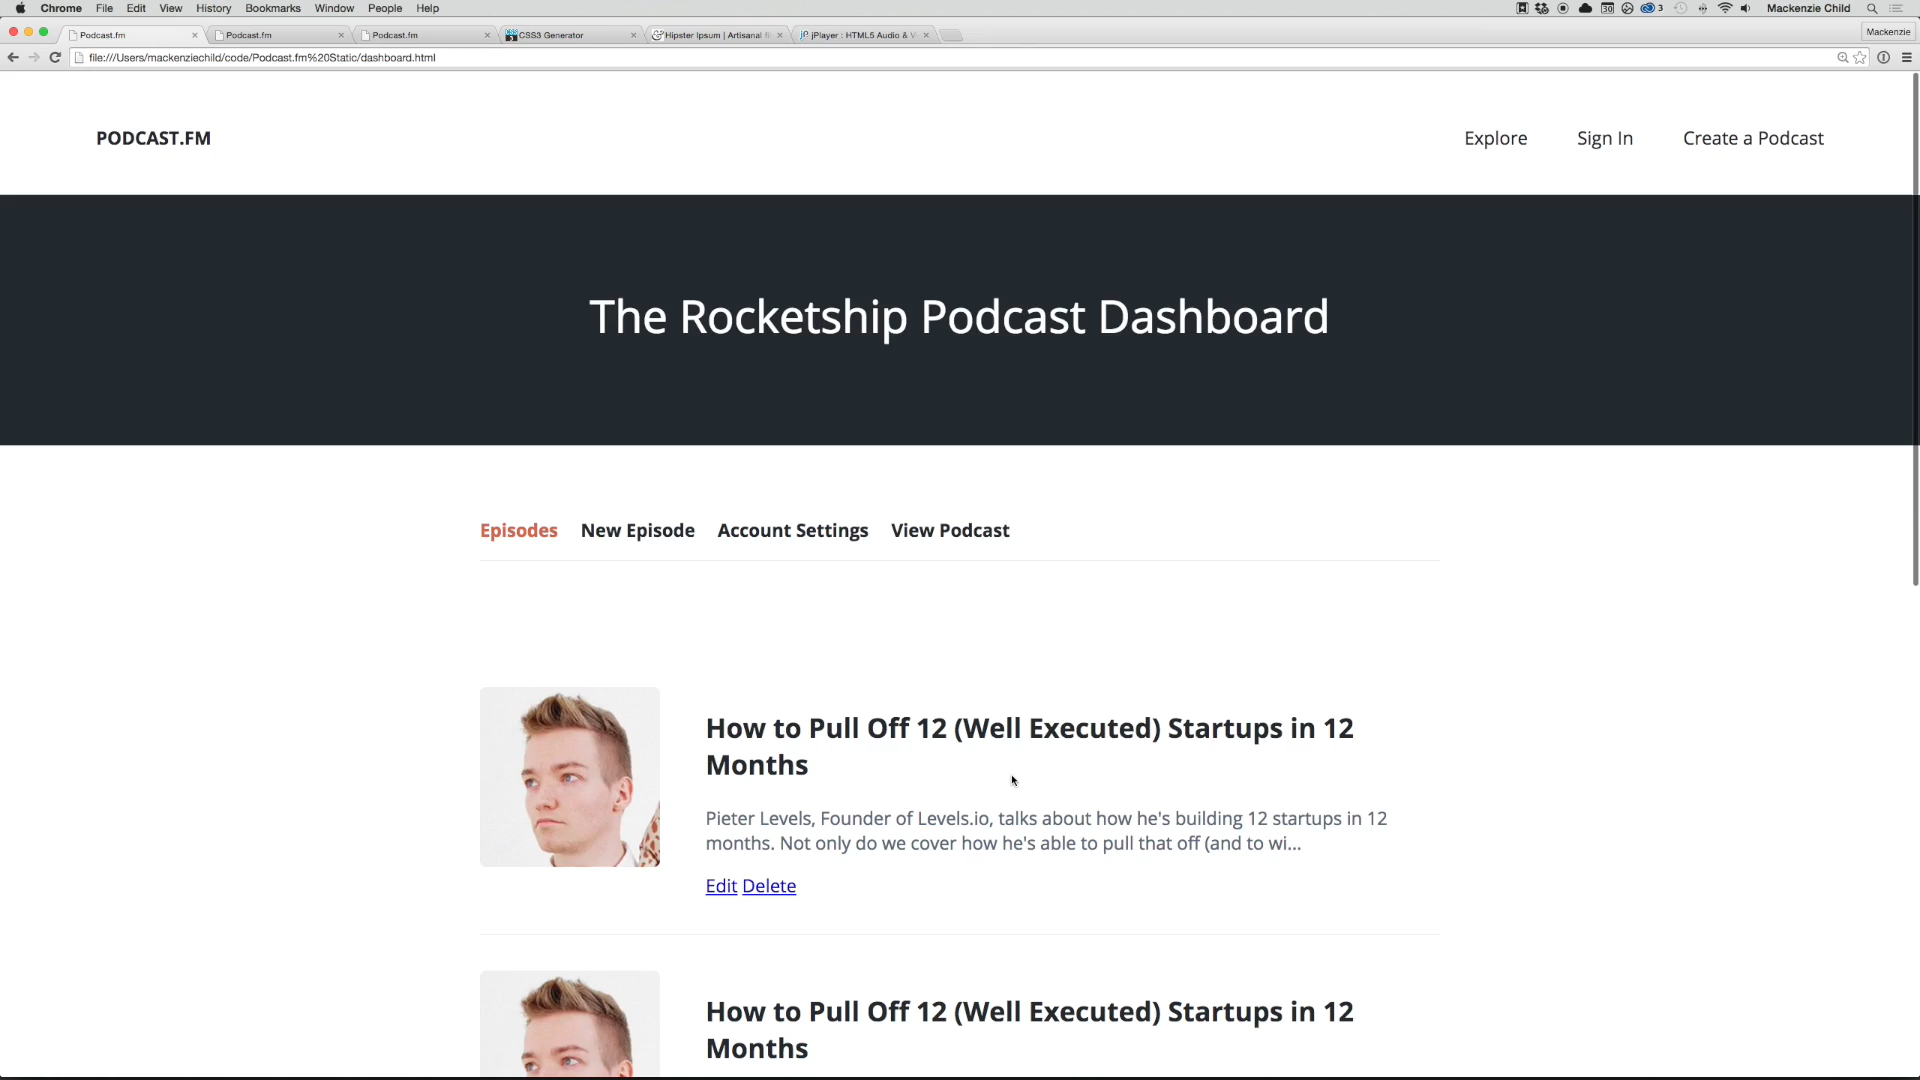 Chrome File Edit View History Bookmarks Window People Help
30 3 Mackenzie Child
Podcast.fm Podcast.fm Podcast.fm CSS3 Generator Hipster Ipsum | Artisanal jPlayer : HTML5 Audio & V Mackenzie
file:///Users/mackenziechild/code/Podcast.fm%20Static/dashboard.html
PODCAST.FM Explore Sign In Create a Podcast
The Rocketship Podcast Dashboard
Episodes New Episode Account Settings View Podcast
How to Pull Off 12 (Well Executed) Startups in 12
Months
Pieter Levels, Founder of Levels.io, talks about how he's building 12 startups in 12
months. Not only do we cover how he's able to pull that off (and to wi...
Edit Delete
How to Pull Off 12 (Well Executed) Startups in 12
Months